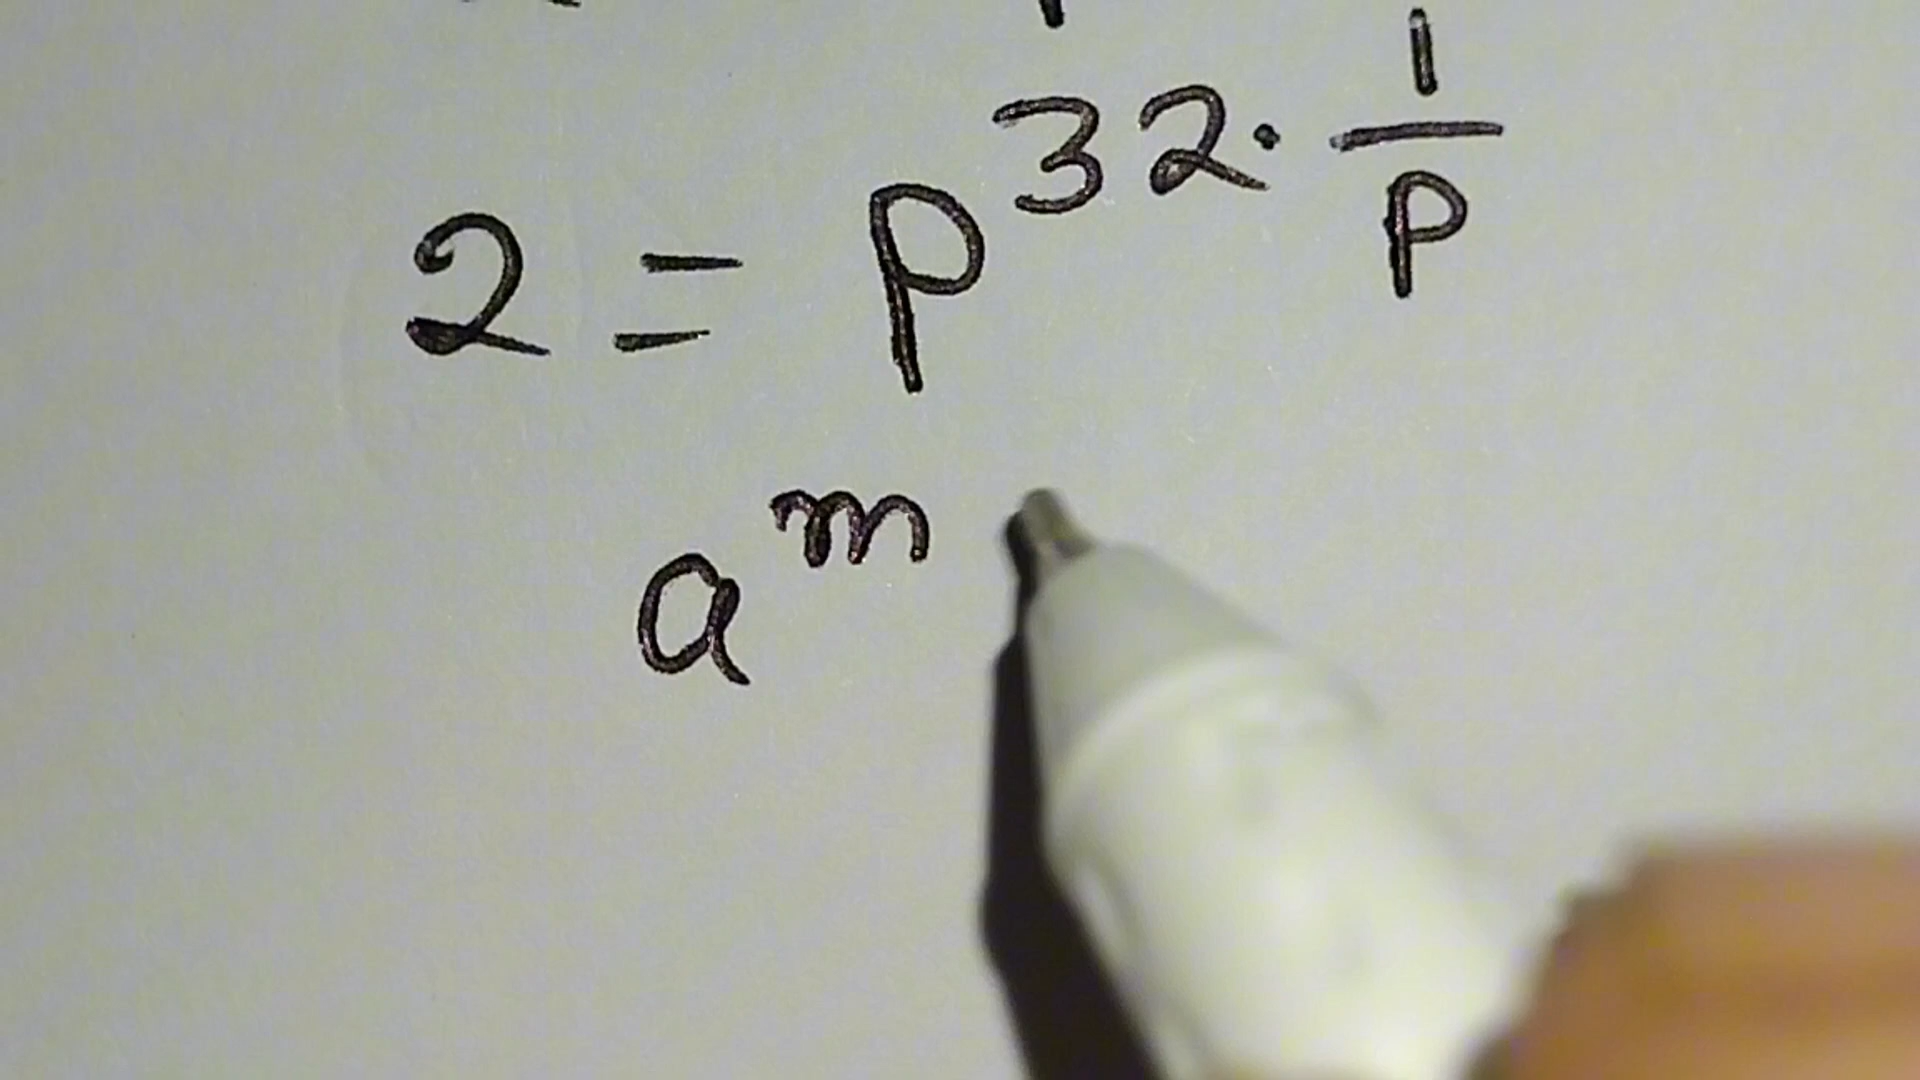 2 = p^{32 · 1/p}
a^m